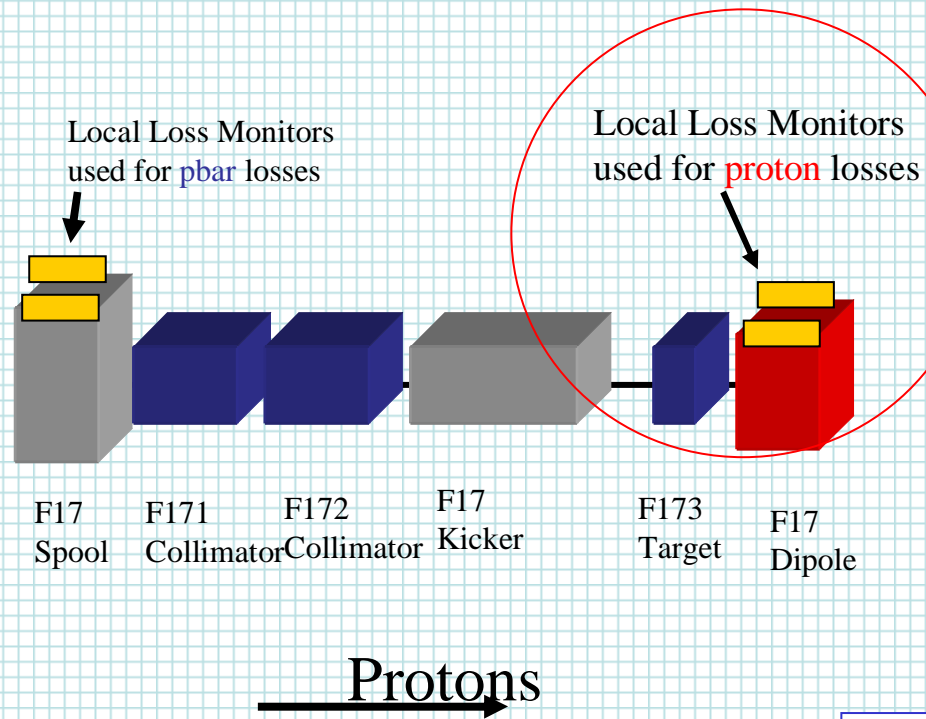 Local Loss Monitors
used for pbar losses
Local Loss Monitors
used for proton losses
F17
Spool
F171
Collimator
F172
Collimator
F17
Kicker
F173
Target
F17
Dipole
Protons